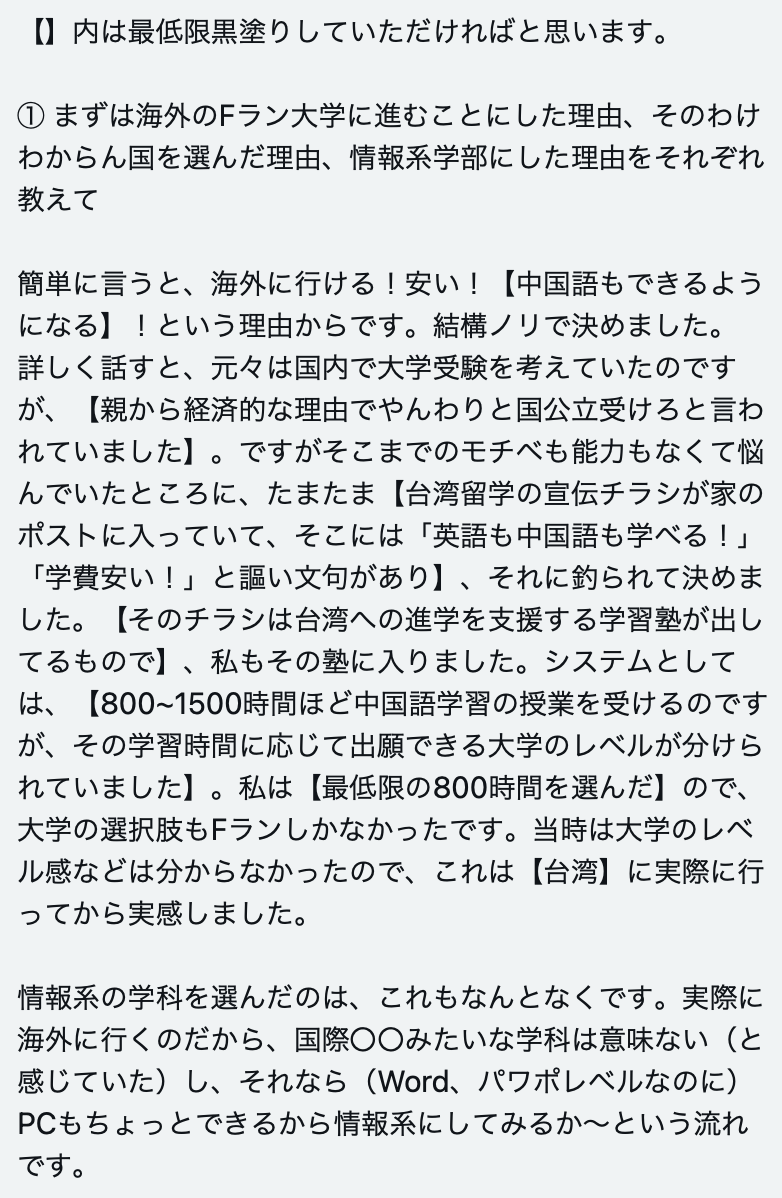 【】内は最低限黒塗りしていただければと思います。
① まずは海外のFラン大学に進むことにした理由、そのわけ
わからん国を選んだ理由、情報系学部にした理由をそれぞれ
教えて
簡単に言うと、海外に行ける！安い！【中国語もできるよう
になる】！という理由からです。結構ノリで決めました。
詳しく話すと、元々は国内で大学受験を考えていたのです
が、【親から経済的な理由でやんわりと国公立受けろと言わ
れていました】。ですがそこまでのモチベも能力もなくて悩
んでいたところに、たまたま【台湾留学の宣伝チラシが家の
ポストに入っていて、そこには「英語も中国語も学べる！」
「学費安い！」と謳い文句があり】、それに釣られて決めま
した。【そのチラシは台湾への進学を支援する学習塾が出し
てるもので】、私もその塾に入りました。システムとして
は、【800~1500時間ほど中国語学習の授業を受けるのです
が、その学習時間に応じて出願できる大学のレベルが分けら
れていました】。私は【最低限の800時間を選んだ】ので、
大学の選択肢もFランしかなかったです。当時は大学のレベ
ル感などは分からなかったので、これは【台湾】に実際に行
ってから実感しました。
情報系の学科を選んだのは、これもなんとなくです。実際に
海外に行くのだから、国際〇〇みたいな学科は意味ない（と
感じていた）し、それなら（Word、パワポレベルなのに）
PCもちょっとできるから情報系にしてみるか〜という流れ
です。